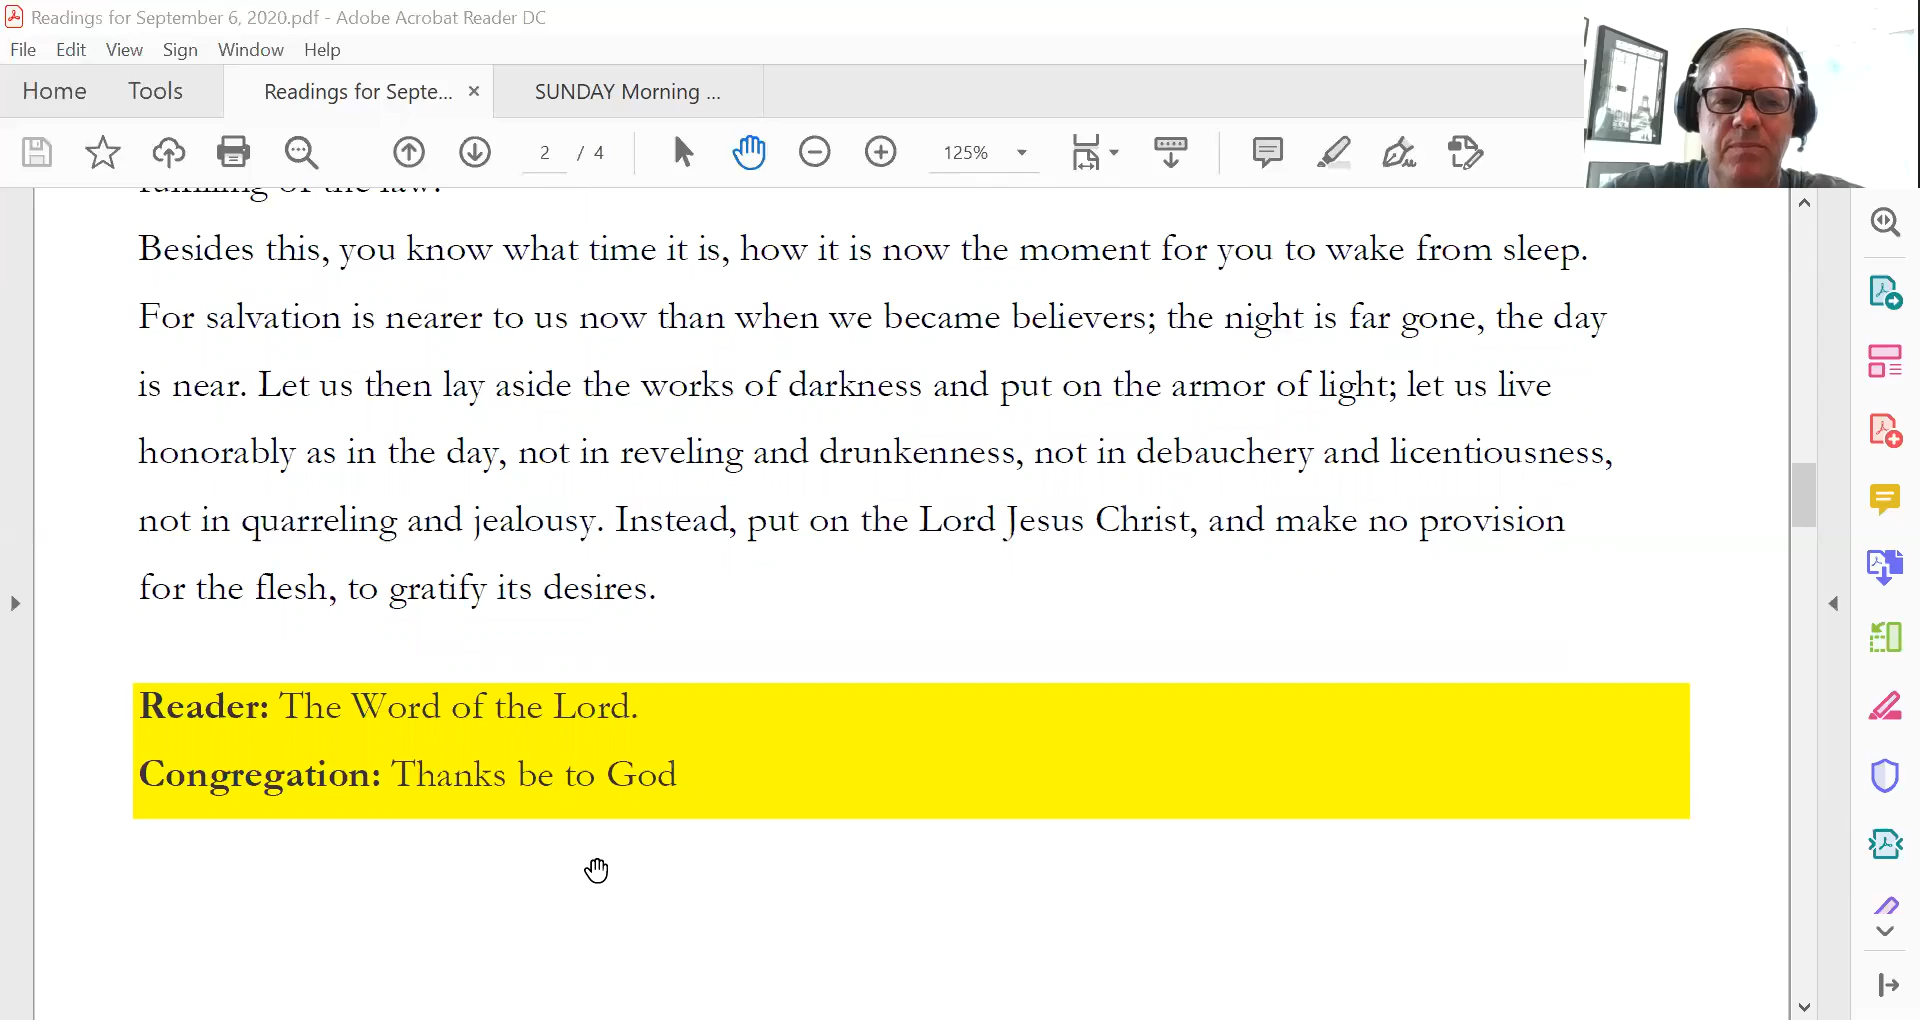 Readings for September 6, 2020.pdf - Adobe Acrobat Reader DC
File Edit View Sign Window Help
Home Tools Readings for Septe... × SUNDAY Morning ...
2 / 4 125%
fulfilling of the law.
Besides this, you know what time it is, how it is now the moment for you to wake from sleep.
For salvation is nearer to us now than when we became believers; the night is far gone, the day
is near. Let us then lay aside the works of darkness and put on the armor of light; let us live
honorably as in the day, not in reveling and drunkenness, not in debauchery and licentiousness,
not in quarreling and jealousy. Instead, put on the Lord Jesus Christ, and make no provision
for the flesh, to gratify its desires.
Reader: The Word of the Lord.
Congregation: Thanks be to God